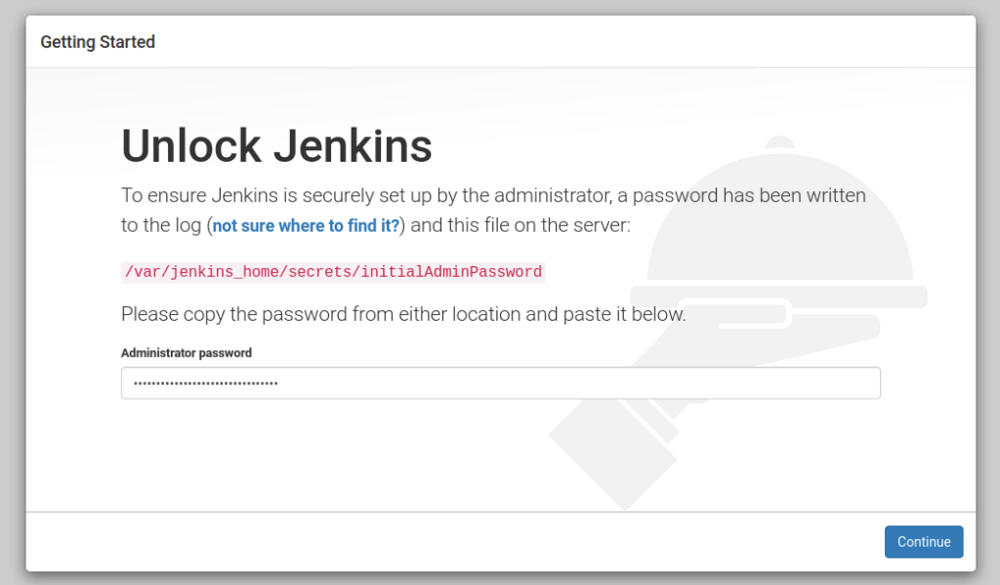 Getting Started
Unlock Jenkins
To ensure Jenkins is securely set up by the administrator, a password has been written
to the log (not sure where to find it?) and this file on the server:
/var/jenkins_home/secrets/initialAdminPassword
Please copy the password from either location and paste it below.
Administrator password
Continue